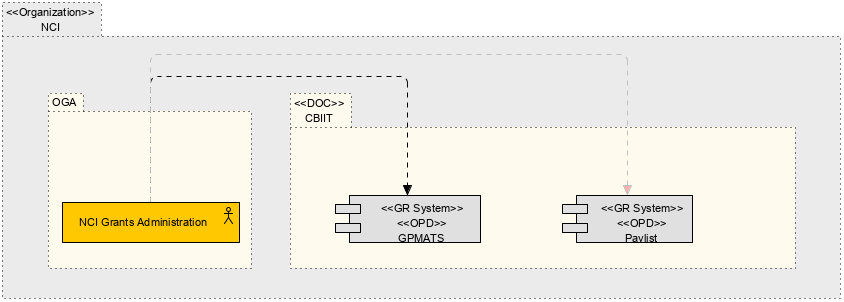 <<Organization>>
NCI
OGA
<<DOC>>
CBIIT
NCI Grants Administration
<<GR System>>
<<OPD>>
GPMATS
<<GR System>>
<<OPD>>
Paylist